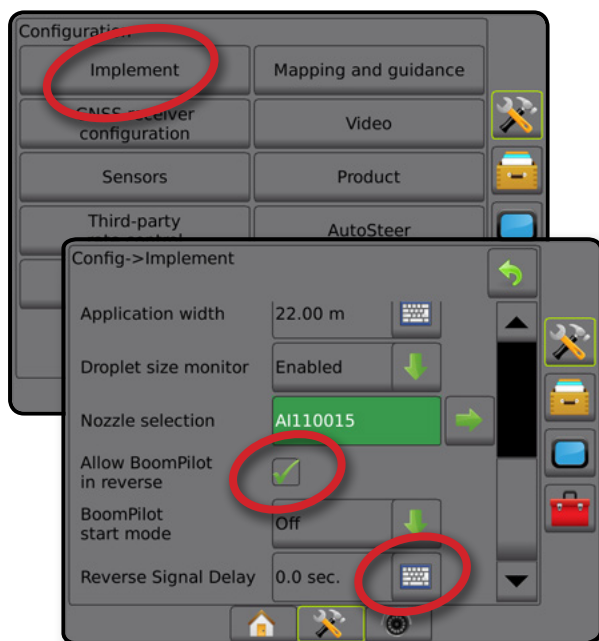 Configuration
Implement
Mapping and guidance
GNSS receiver
configuration
Video
Sensors
Product
Third-party
AutoSteer
Config->Implement
Application width
22.00 m
Droplet size monitor
Enabled
Nozzle selection
AI110015
Allow BoomPilot
in reverse
BoomPilot
start mode
Off
Reverse Signal Delay
0.0 sec.